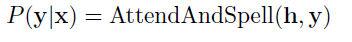 P(y|x) = AttendAndSpell(h, y)